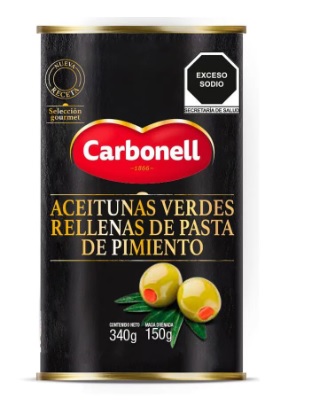 NUEVA
RECETA
Selección
gourmet
EXCESO
SODIO
SECRETARÍA DE SALUD
Carbonell
1866
ACEITUNAS VERDES
RELLENAS DE PASTA
DE PIMIENTO
CONTENIDO NETO MASA DRENADA
340g 150g